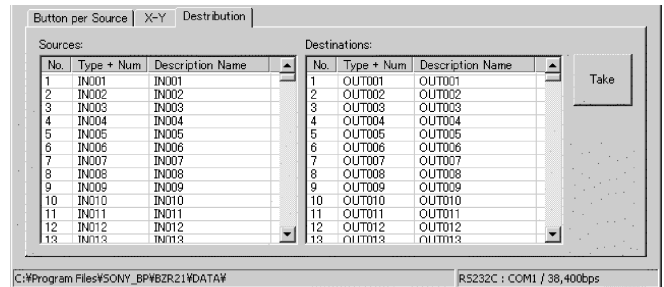 Button per Source X-Y Destribution
Sources: Destinations:
No. Type + Num Description Name No. Type + Num Description Name
Take
1 IN001 IN001 1 OUT001 OUT001
2 IN002 IN002 2 OUT002 OUT002
3 IN003 IN003 3 OUT003 OUT003
4 IN004 IN004 4 OUT004 OUT004
5 IN005 IN005 5 OUT005 OUT005
6 IN006 IN006 6 OUT006 OUT006
7 IN007 IN007 7 OUT007 OUT007
8 IN008 IN008 8 OUT008 OUT008
9 IN009 IN009 9 OUT009 OUT009
10 IN010 IN010 10 OUT010 OUT010
11 IN011 IN011 11 OUT011 OUT011
12 IN012 IN012 12 OUT012 OUT012
13 IN013 IN013 13 OUT013 OUT013
C:¥Program Files¥SONY_BP¥BZR21¥DATA¥ RS232C : COM1 / 38,400bps